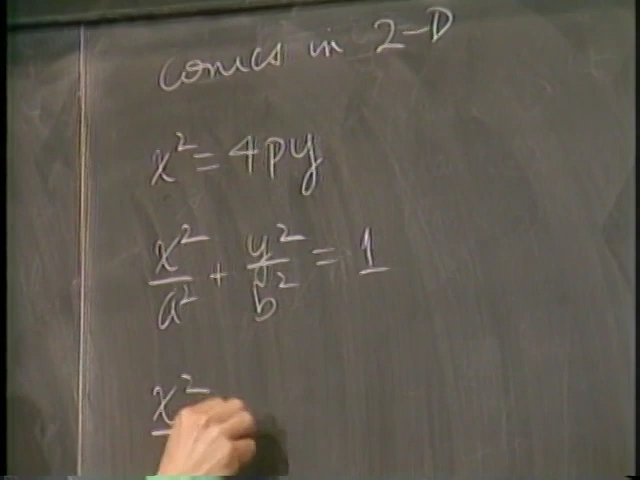 conics in 2-D
x² = 4py
x²/a² + y²/b² = 1
x²